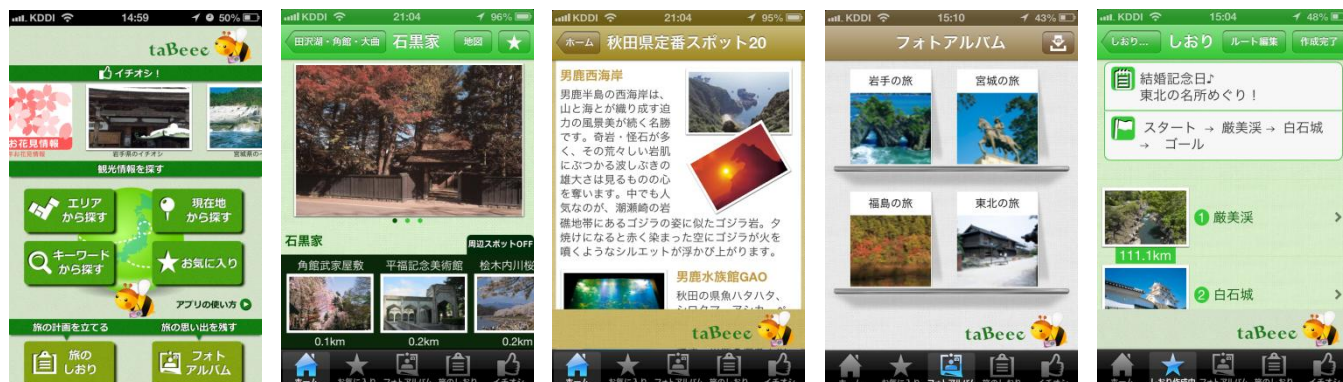 KDDI 14:59 50%
taBeee
イチオシ!
お花見情報
岩手県のイチオシ
観光情報を探す
エリア
から探す
現在地
から探す
キーワード
から探す
お気に入り
アプリの使い方
旅の計画を立てる
旅の思い出を残す
旅の
しおり
フォト
アルバム
KDDI 21:04 96%
田沢湖・角館・大曲
石黒家
地図
石黒家
周辺スポットOFF
角館武家屋敷
平福記念美術館
桧木内川桜
0.1km
0.2km
0.2km
ホーム
お気に入り
フォトアルバム
旅のしおり
イチオシ
KDDI 21:04 95%
ホーム
秋田県定番スポット20
男鹿西海岸
男鹿半島の西海岸は、
山と海とが織り成す迫
力の風景美が続く名勝
です。奇岩・怪石が多
く、その荒々しい岩肌
にぶつかる波しぶきの
雄大さは見るものの心
を奪います。中でも人
気なのが、潮瀬崎の岩
礁地帯にあるゴジラの姿に似たゴジラ岩。夕
焼けになると赤く染まった空にゴジラが火を
噴くようなシルエットが浮かび上がります。
男鹿水族館GAO
秋田の県魚ハタハタ、
taBeee
KDDI 15:10 43%
フォトアルバム
岩手の旅
宮城の旅
福島の旅
東北の旅
taBeee
KDDI 15:04 48%
しおり...
しおり
ルート編集
作成完了
結婚記念日♪
東北の名所めぐり!
スタート → 厳美渓 → 白石城
→ ゴール
1 厳美渓
111.1km
2 白石城
taBeee